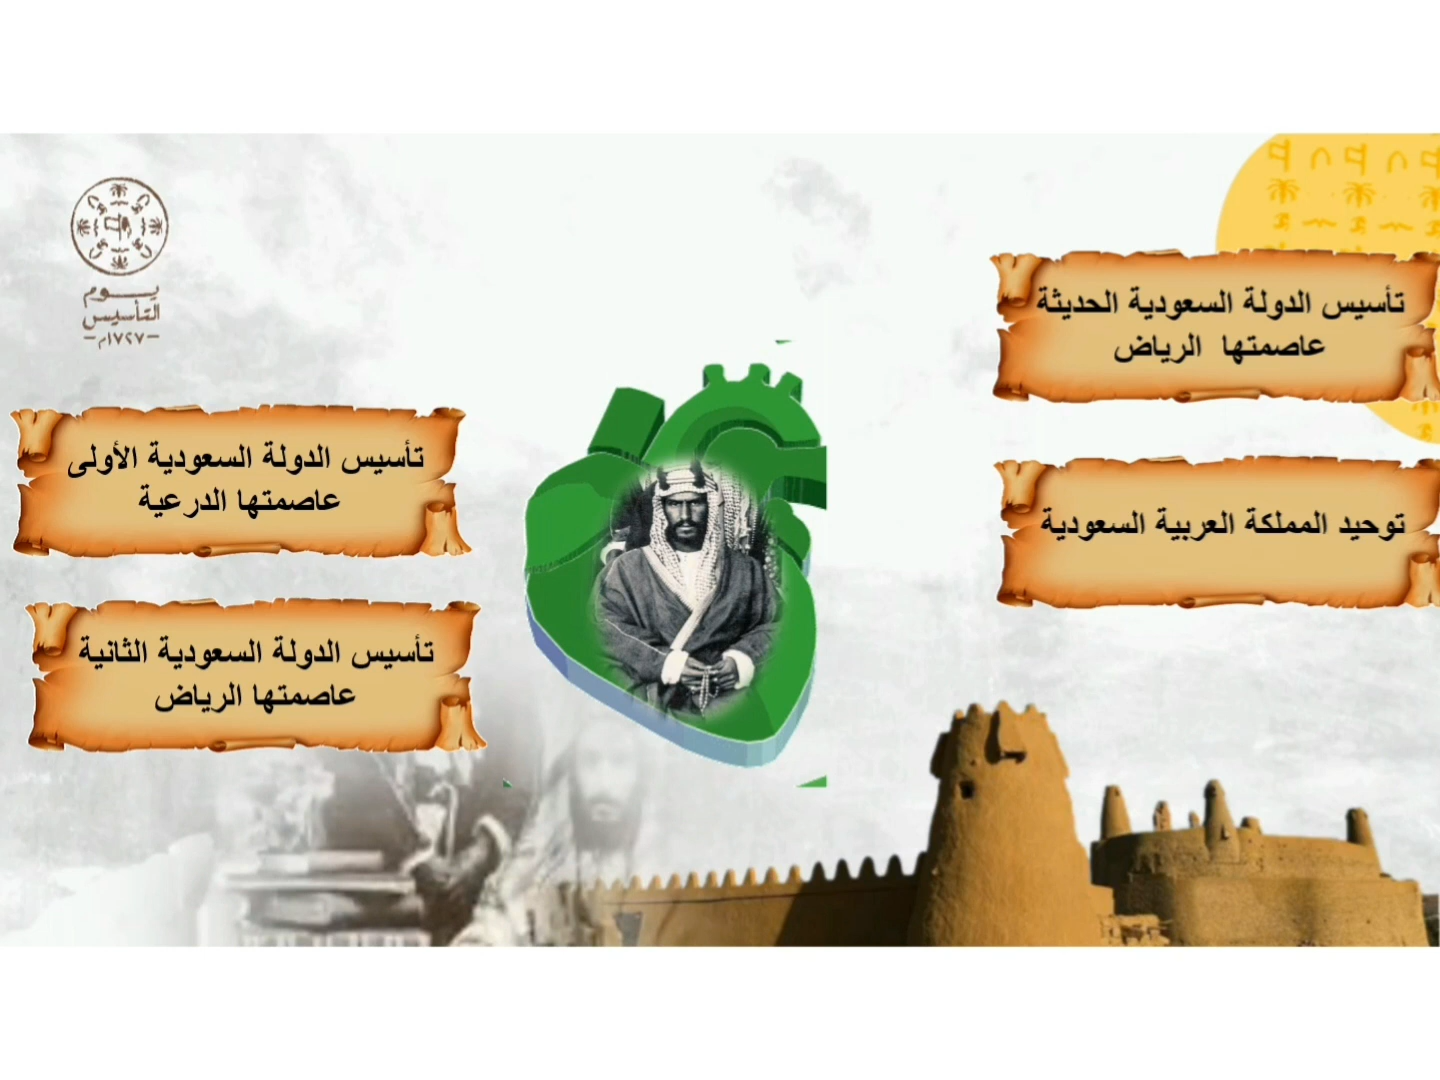 تأسيس الدولة السعودية الحديثة
عاصمتها الرياض
توحيد المملكة العربية السعودية
يوم
التأسيس
١٧٢٧م
تأسيس الدولة السعودية الأولى
عاصمتها الدرعية
تأسيس الدولة السعودية الثانية
عاصمتها الرياض